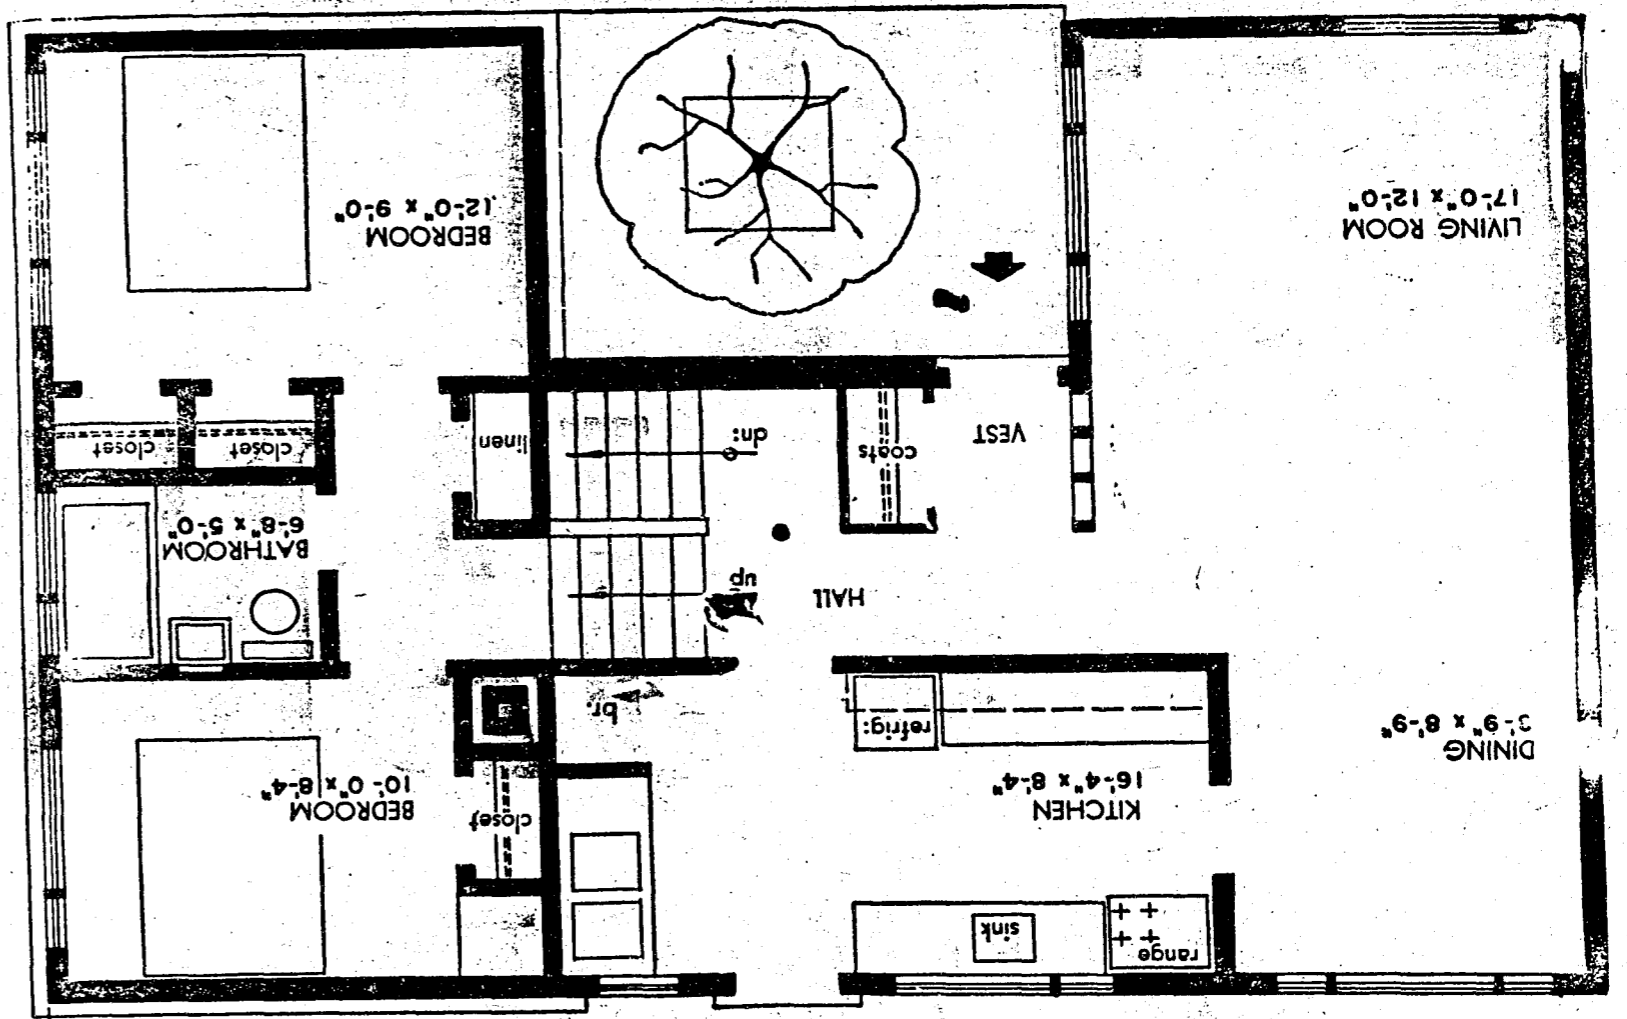 range
sink
KITCHEN
16'-4" x 8'-4"
DINING
8'-9"
refrig:
closet
BEDROOM
10'-0" x 8'-4"
br.
HALL
up
BATHROOM
6'-8" x 5'-0"
VEST
coats
dn:
linen
closet
closet
LIVING ROOM
17'-0" x 12'-0"
BEDROOM
12'-0" x 9'-0"